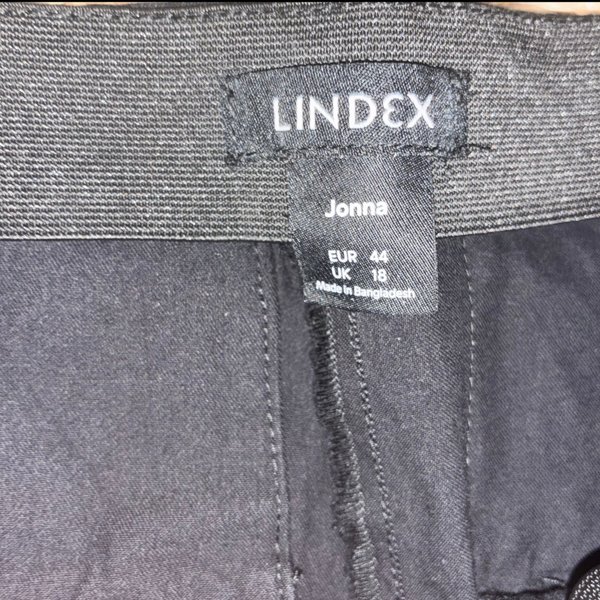 LINDEX
Jonna
EUR 44
UK 18
Made in Bangladesh